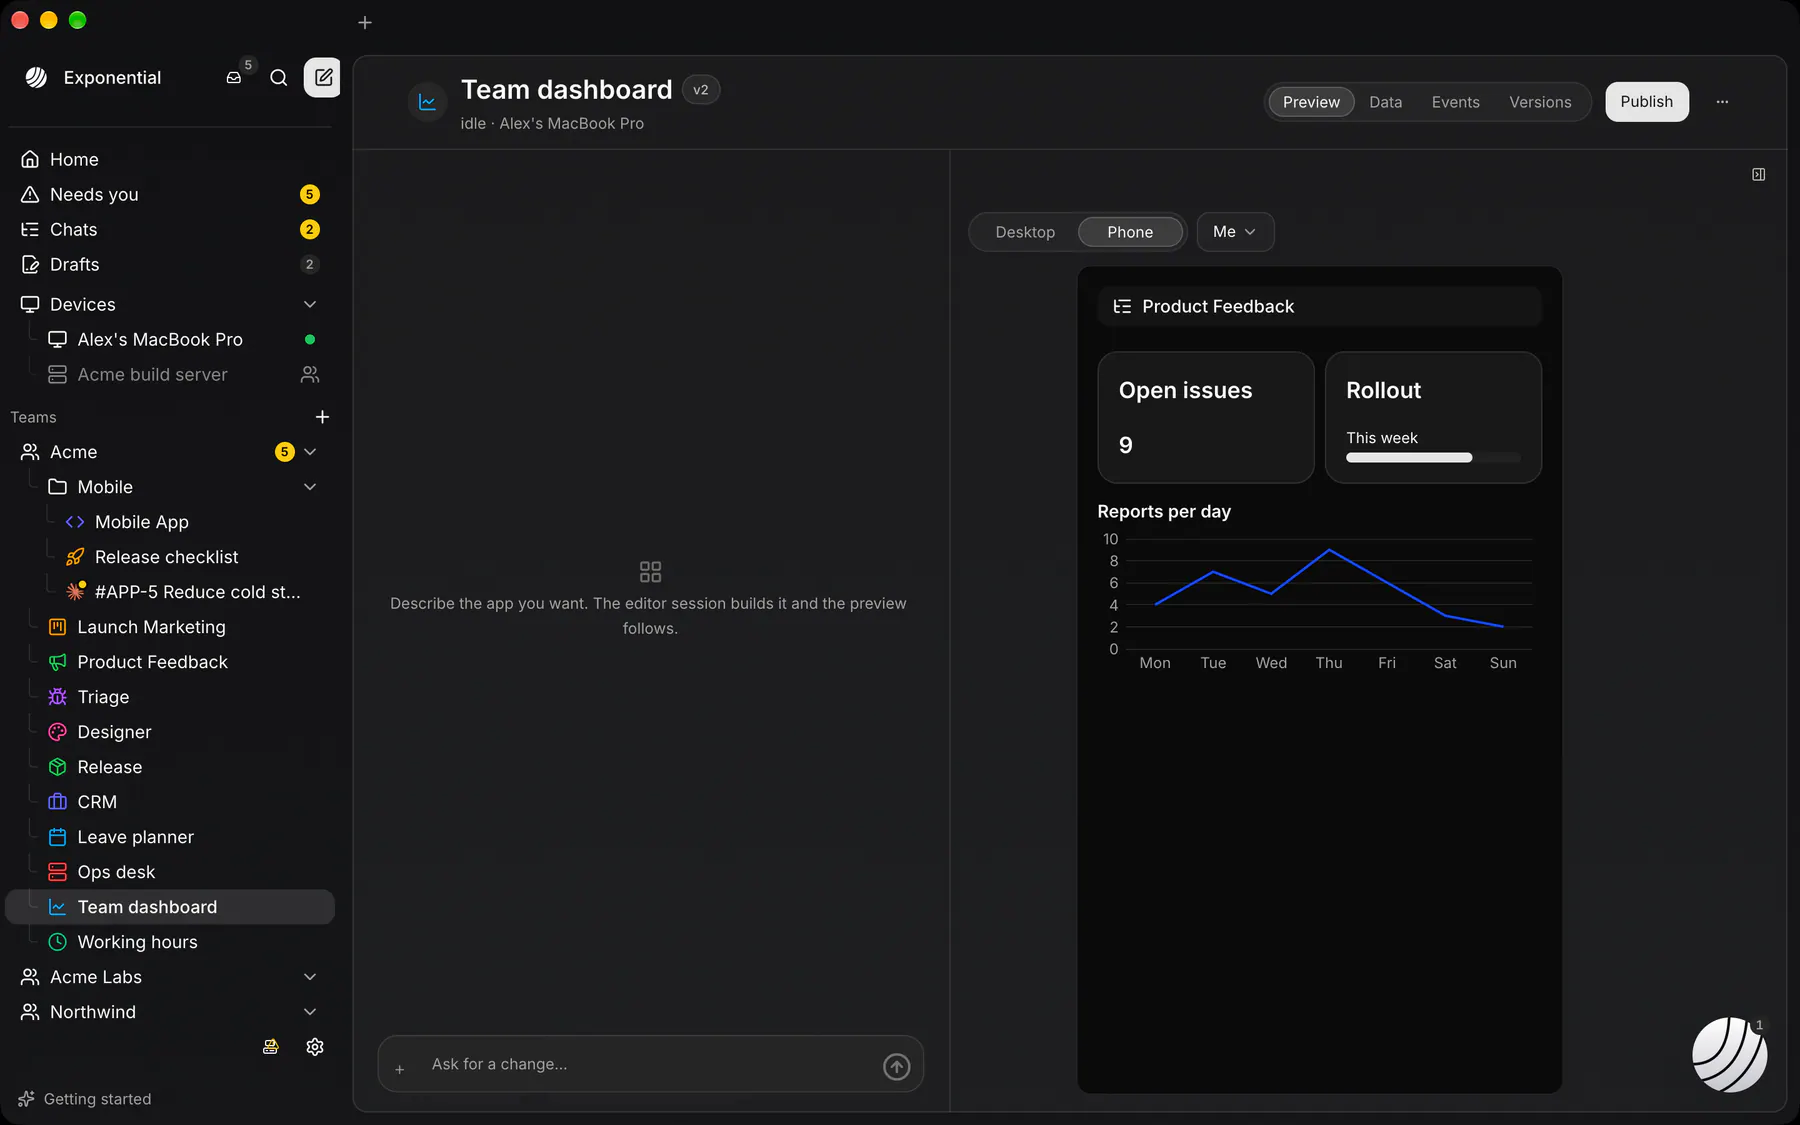 Exponential
5
Home
Needs you
5
Chats
2
Drafts
2
Devices
Alex's MacBook Pro
Acme build server
Teams
Acme
5
Mobile
Mobile App
Release checklist
#APP-5 Reduce cold st...
Launch Marketing
Product Feedback
Triage
Designer
Release
CRM
Leave planner
Ops desk
Team dashboard
Working hours
Acme Labs
Northwind
Getting started
Team dashboard
v2
idle · Alex's MacBook Pro
Preview
Data
Events
Versions
Publish
Describe the app you want. The editor session builds it and the preview
follows.
Ask for a change...
Desktop
Phone
Me
Product Feedback
Open issues
9
Rollout
This week
Reports per day
10
8
6
4
2
0
Mon Tue Wed Thu Fri Sat Sun
1